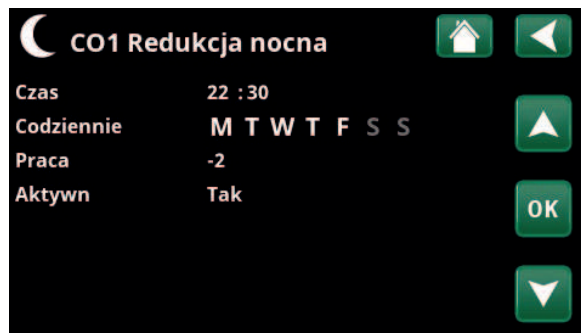 CO1 Redukcja nocna
Czas 22 :30
Codziennie M T W T F S S
Praca -2
Aktywn Tak
OK